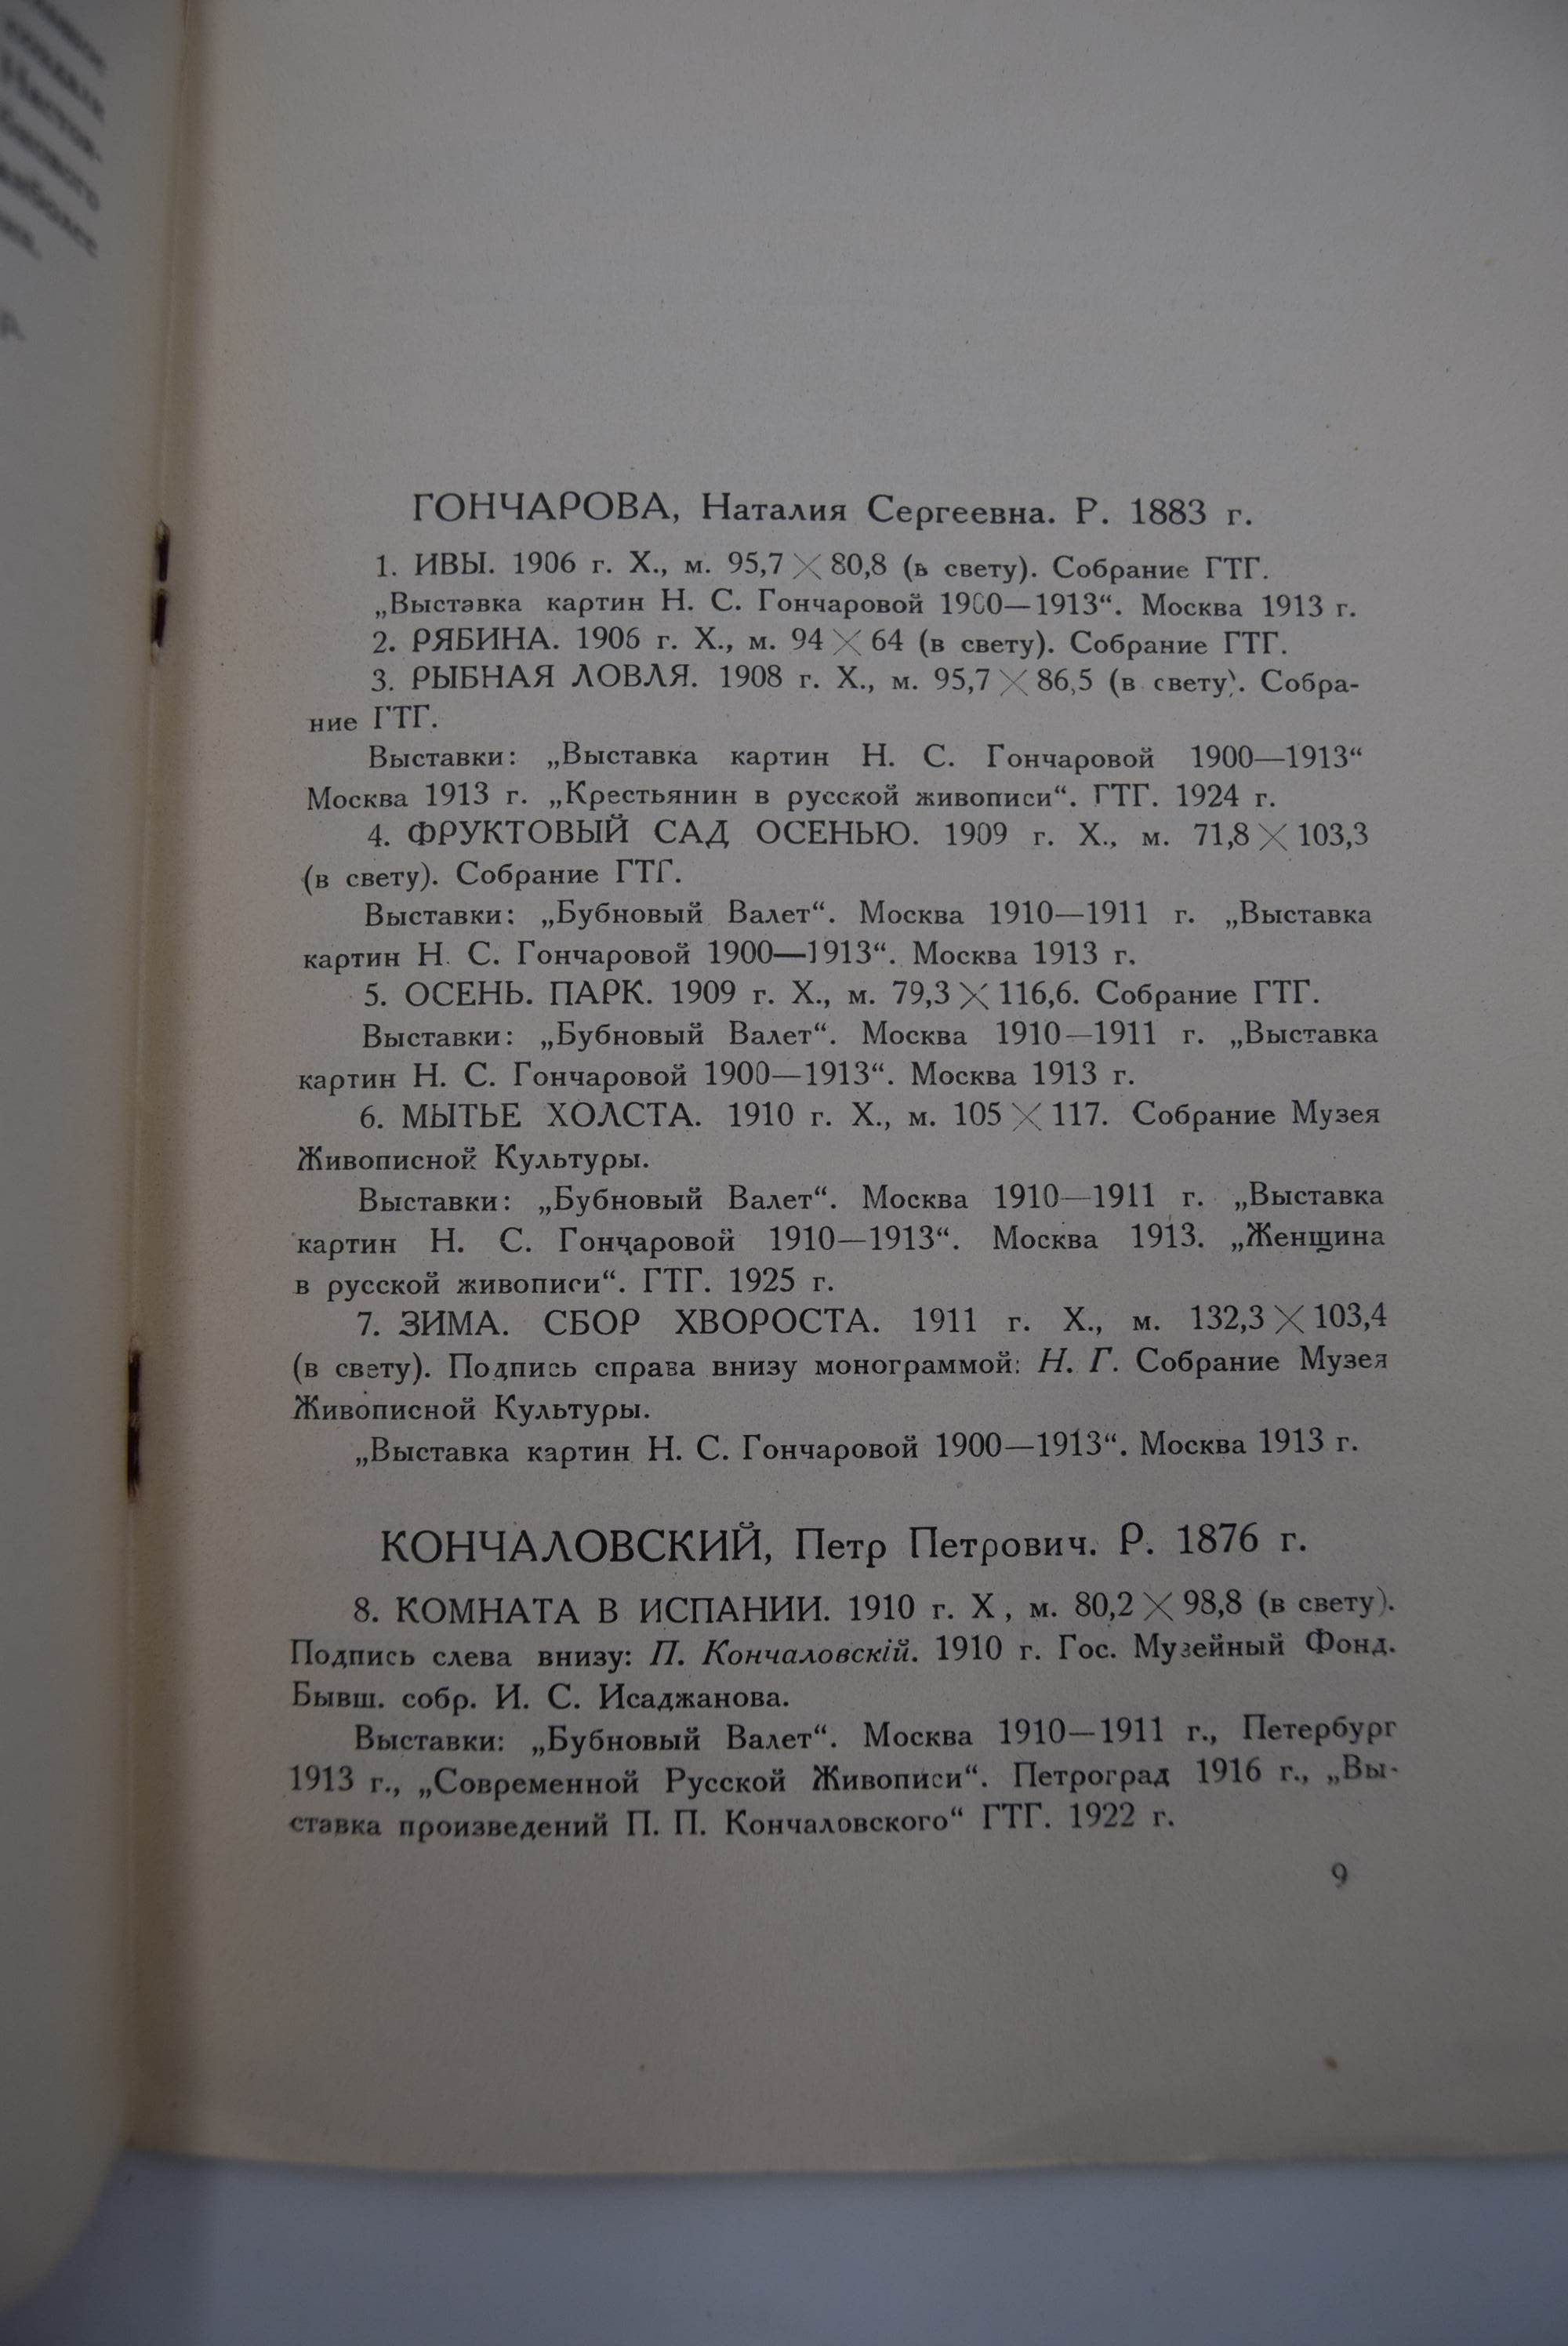 ГОНЧАРОВА, Наталия Сергеевна. Р. 1883 г.
1. ИВЫ. 1906 г. Х., м. 95,7 × 80,8 (в свету). Собрание ГТГ.
„Выставка картин Н. С. Гончаровой 1900—1913“. Москва 1913 г.
2. РЯБИНА. 1906 г. Х., м. 94 × 64 (в свету). Собрание ГТГ.
3. РЫБНАЯ ЛОВЛЯ. 1908 г. Х., м. 95,7 × 86,5 (в свету). Собра-
ние ГТГ.
Выставки: „Выставка картин Н. С. Гончаровой 1900—1913“
Москва 1913 г. „Крестьянин в русской живописи“. ГТГ. 1924 г.
4. ФРУКТОВЫЙ САД ОСЕНЬЮ. 1909 г. Х., м. 71,8 × 103,3
(в свету). Собрание ГТГ.
Выставки: „Бубновый Валет“. Москва 1910—1911 г. „Выставка
картин Н. С. Гончаровой 1900—1913“. Москва 1913 г.
5. ОСЕНЬ. ПАРК. 1909 г. Х., м. 79,3 × 116,6. Собрание ГТГ.
Выставки: „Бубновый Валет“. Москва 1910—1911 г. „Выставка
картин Н. С. Гончаровой 1900—1913“. Москва 1913 г.
6. МЫТЬЕ ХОЛСТА. 1910 г. Х., м. 105 × 117. Собрание Музея
Живописной Культуры.
Выставки: „Бубновый Валет“. Москва 1910—1911 г. „Выставка
картин Н. С. Гончаровой 1910—1913“. Москва 1913. „Женщина
в русской живописи“. ГТГ. 1925 г.
7. ЗИМА. СБОР ХВОРОСТА. 1911 г. Х., м. 132,3 × 103,4
(в свету). Подпись справа внизу монограммой: Н. Г. Собрание Музея
Живописной Культуры.
„Выставка картин Н. С. Гончаровой 1900—1913“. Москва 1913 г.
КОНЧАЛОВСКИЙ, Петр Петрович. Р. 1876 г.
8. КОМНАТА В ИСПАНИИ. 1910 г. Х , м. 80,2 × 98,8 (в свету).
Подпись слева внизу: П. Кончаловскій. 1910 г. Гос. Музейный Фонд.
Бывш. собр. И. С. Исаджанова.
Выставки: „Бубновый Валет“. Москва 1910—1911 г., Петербург
1913 г., „Современной Русской Живописи“. Петроград 1916 г., „Вы-
ставка произведений П. П. Кончаловского“ ГТГ. 1922 г.
9